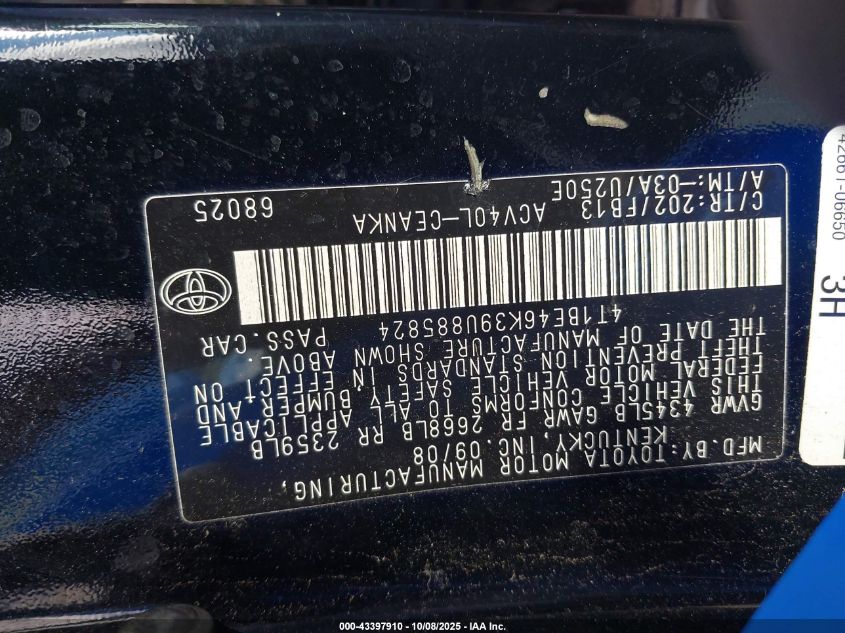 MFD.BY:TOYOTA MOTOR MANUFACTURING,
KENTUCKY, INC. 09/08
GVWR 4345LB GAWR FR 2668LB RR 2359LB
THIS VEHICLE CONFORMS TO ALL APPLICABLE
FEDERAL MOTOR VEHICLE SAFETY, BUMPER, AND
THEFT PREVENTION STANDARDS IN EFFECT ON
THE DATE OF MANUFACTURE SHOWN ABOVE.
4T1BE46K39U885824 PASS.CAR
ACV40L-CEANKA
C/TR:202/FB13
A/TM:-03A/U250E 68025
42661-06650
3H
000-43397910 - 10/08/2025 - IAA Inc.